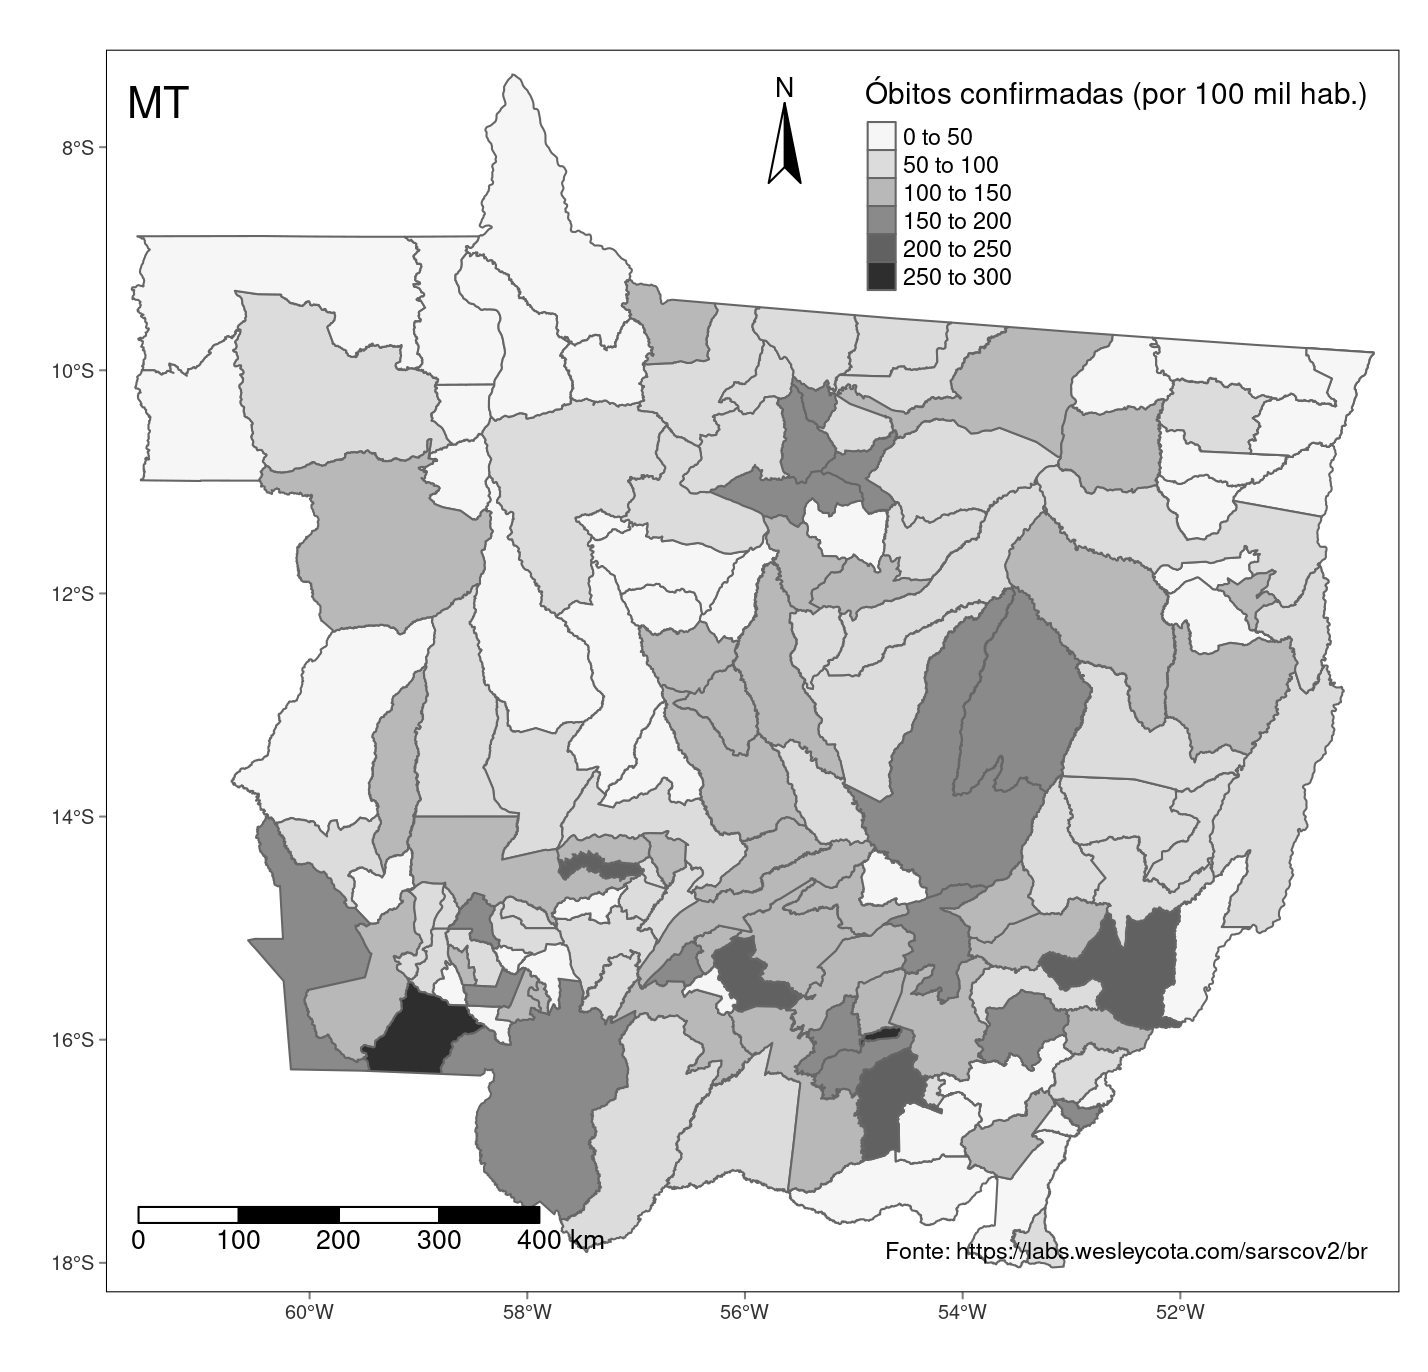 MT
N
Óbitos confirmadas (por 100 mil hab.)
0 to 50
50 to 100
100 to 150
150 to 200
200 to 250
250 to 300
8°S
10°S
12°S
14°S
16°S
18°S
0 100 200 300 400 km
Fonte: https://labs.wesleycota.com/sarscov2/br
60°W 58°W 56°W 54°W 52°W